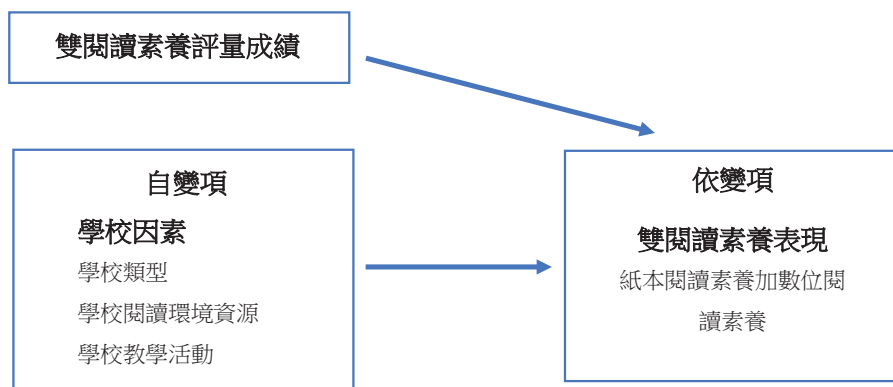 雙閱讀素養評量成績
自變項
學校因素
學校類型
學校閱讀環境資源
學校教學活動
依變項
雙閱讀素養表現
紙本閱讀素養加數位閱
讀素養